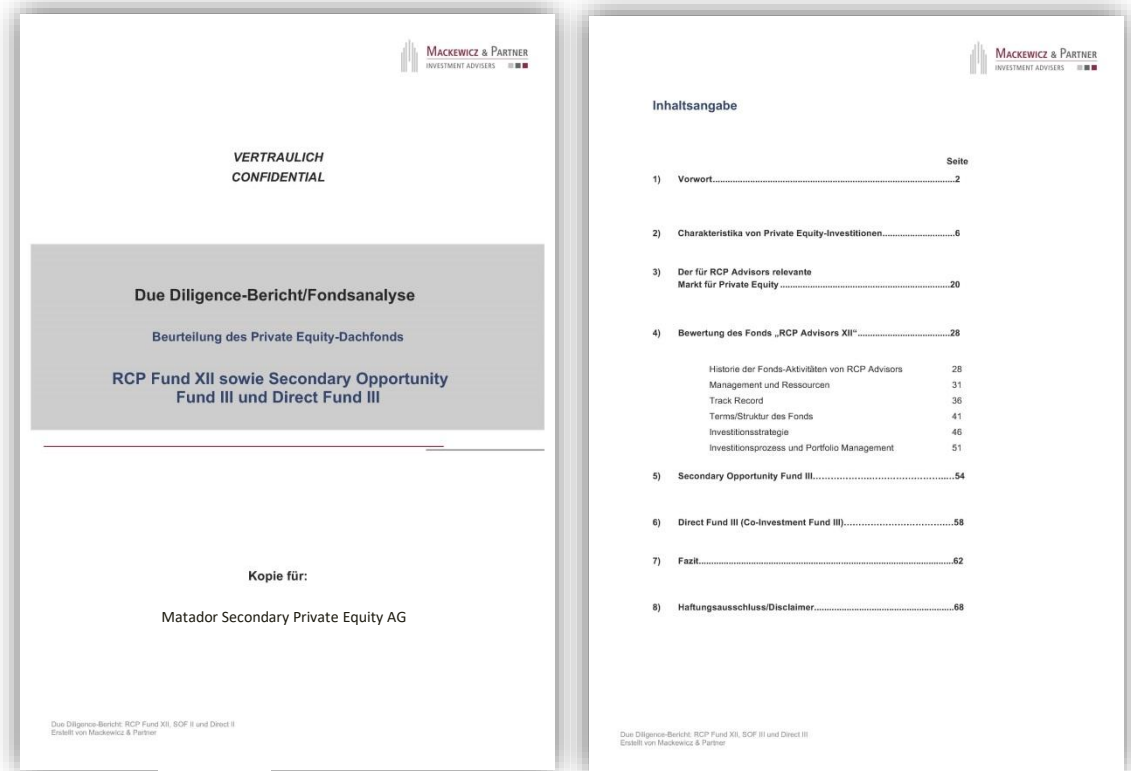 MACKEWICZ & PARTNER
INVESTMENT ADVISERS
VERTRAULICH
CONFIDENTIAL
Due Diligence-Bericht/Fondsanalyse
Beurteilung des Private Equity-Dachfonds
RCP Fund XII sowie Secondary Opportunity
Fund III und Direct Fund III
Kopie für:
Matador Secondary Private Equity AG
Due Diligence-Bericht: RCP Fund XII, SOF II und Direct II
Erstellt von Mackewicz & Partner
MACKEWICZ & PARTNER
INVESTMENT ADVISERS
Inhaltsangabe
Seite
1) Vorwort....................2
2) Charakteristika von Private Equity-Investitionen....................6
3) Der für RCP Advisors relevante
Markt für Private Equity....................20
4) Bewertung des Fonds „RCP Advisors XII“....................28
Historie der Fonds-Aktivitäten von RCP Advisors 28
Management und Ressourcen 31
Track Record 36
Terms/Struktur des Fonds 41
Investitionsstrategie 46
Investitionsprozess und Portfolio Management 51
5) Secondary Opportunity Fund III....................54
6) Direct Fund III (Co-Investment Fund III)....................58
7) Fazit....................62
8) Haftungsausschluss/Disclaimer....................68
Due Diligence-Bericht: RCP Fund XII, SOF III und Direct III
Erstellt von Mackewicz & Partner